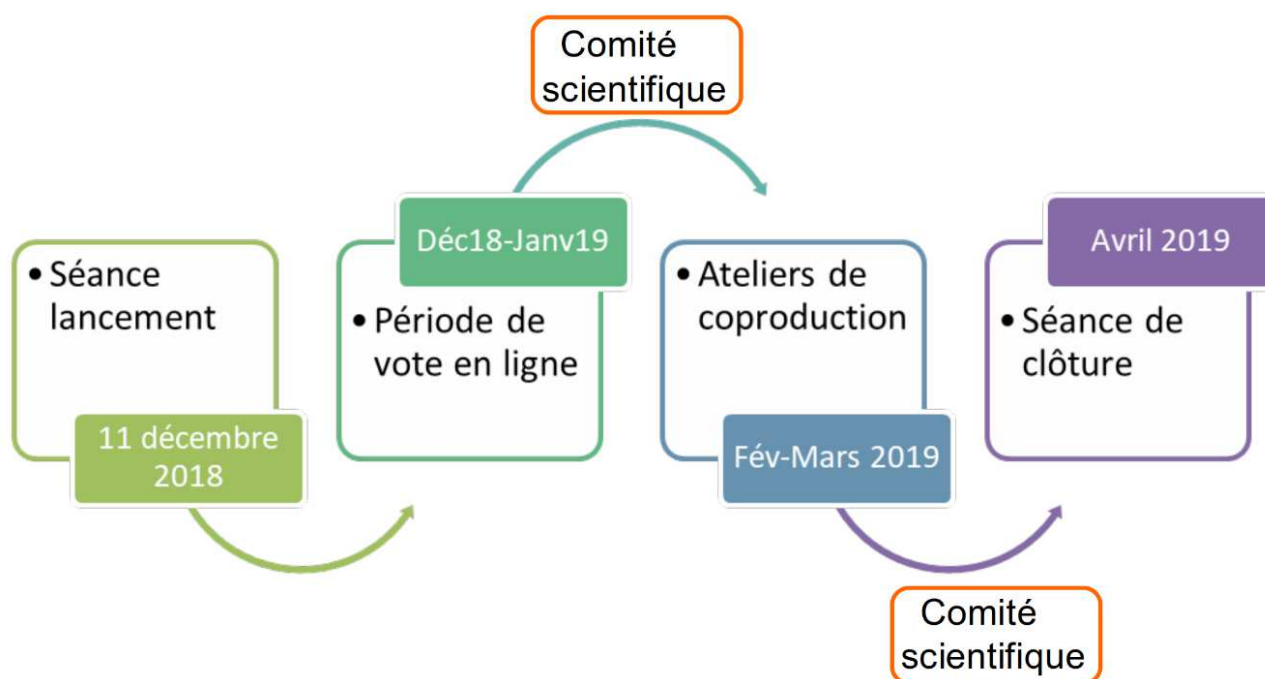 Comité
scientifique
• Séance
lancement
11 décembre
2018
Déc18-Janv19
• Période de
vote en ligne
• Ateliers de
coproduction
Fév-Mars 2019
Avril 2019
• Séance de
clôture
Comité
scientifique